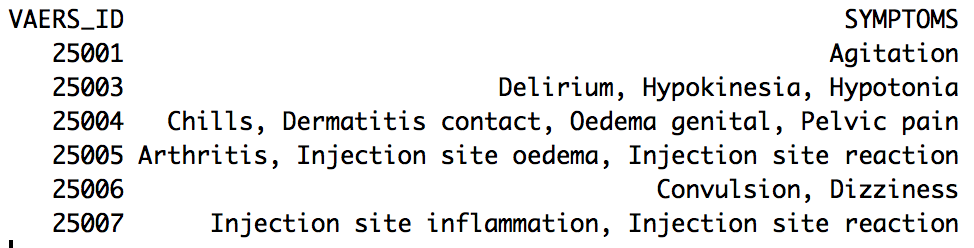 VAERS_ID SYMPTOMS
25001 Agitation
25003 Delirium, Hypokinesia, Hypotonia
25004 Chills, Dermatitis contact, Oedema genital, Pelvic pain
25005 Arthritis, Injection site oedema, Injection site reaction
25006 Convulsion, Dizziness
25007 Injection site inflammation, Injection site reaction